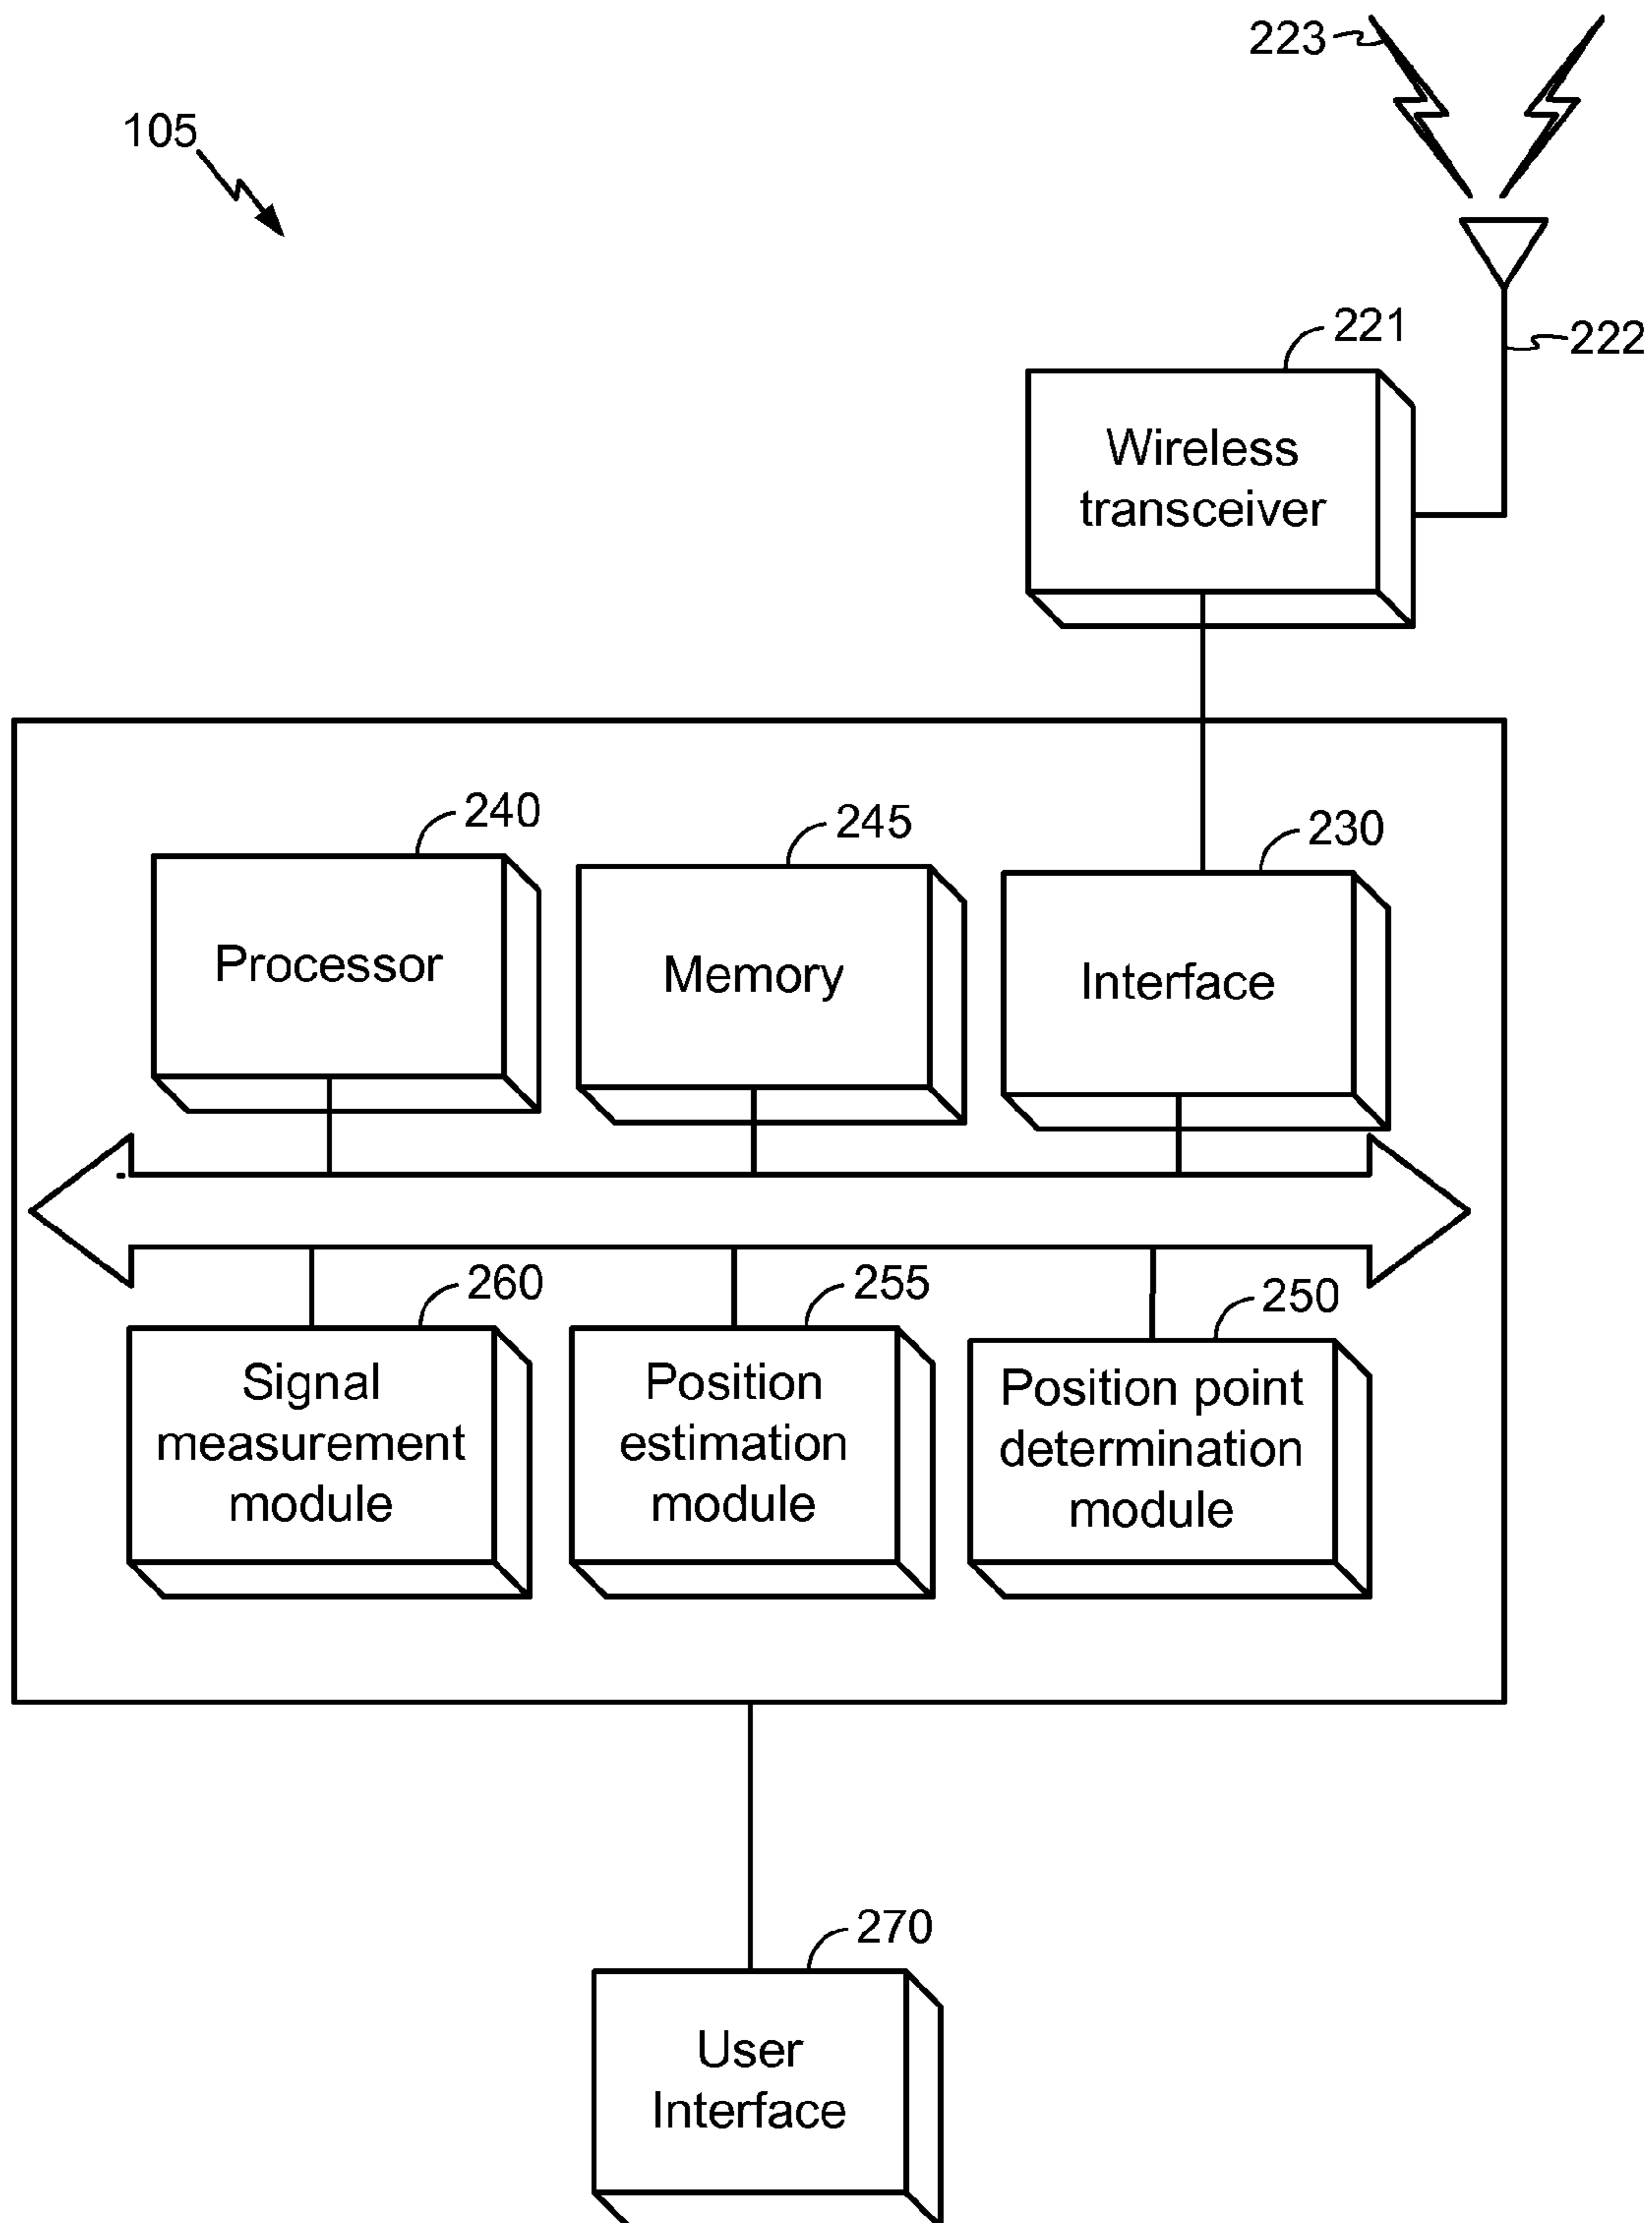 223
105
221
222
Wireless
transceiver
240
245
230
Processor
Memory
Interface
260
255
250
Signal
measurement
module
Position
estimation
module
Position point
determination
module
270
User
Interface